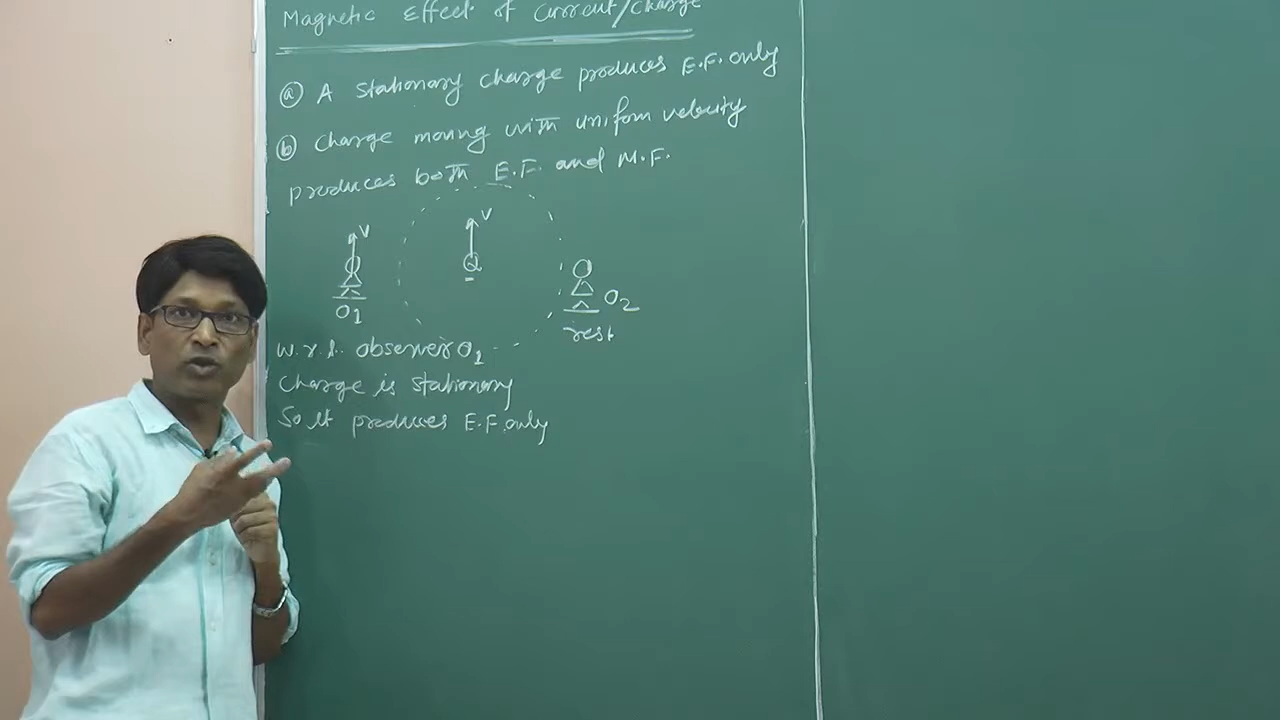 Magnetic Effect of Current/Charge
(a) A stationary charge produces E.F. only
(b) Charge moving with uniform velocity
produces both E.F. and M.F.
V
V
Q
O1
O2
rest
w.r.t. observer O1
Charge is stationary
So it produces E.F. only